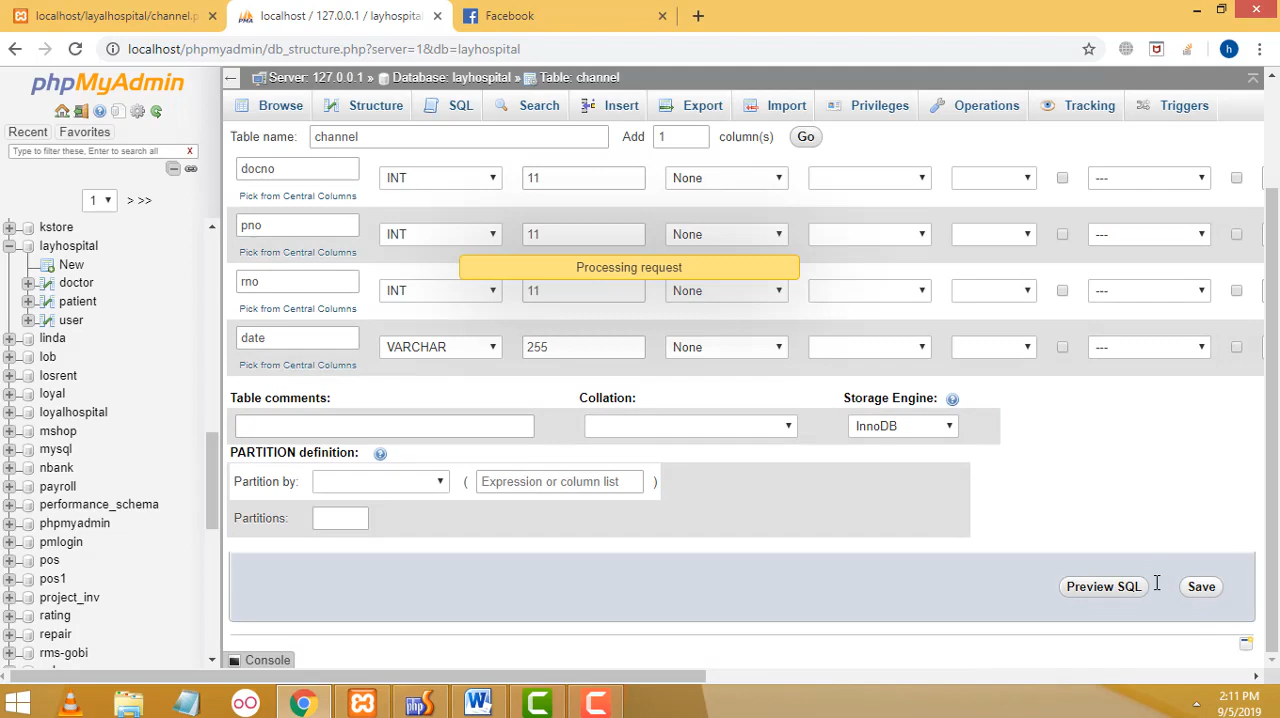 localhost/layalhospital/channel.p
localhost / 127.0.0.1 / layhospital
Facebook
localhost/phpmyadmin/db_structure.php?server=1&db=layhospital
h
phpMyAdmin
Recent
Favorites
Type to filter these, Enter to search all
X
1
> >>
kstore
layhospital
New
doctor
patient
user
linda
lob
losrent
loyal
loyalhospital
mshop
mysql
nbank
payroll
performance_schema
phpmyadmin
pmlogin
pos
pos1
project_inv
rating
repair
rms-gobi
Server: 127.0.0.1 » Database: layhospital » Table: channel
Browse
Structure
SQL
Search
Insert
Export
Import
Privileges
Operations
Tracking
Triggers
Table name: channel Add 1 column(s) Go
docno INT 11 None ---
Pick from Central Columns
pno INT 11 None ---
Pick from Central Columns
Processing request
rno INT 11 None ---
Pick from Central Columns
date VARCHAR 255 None ---
Pick from Central Columns
Table comments: Collation: Storage Engine:
InnoDB
PARTITION definition:
Partition by: ( Expression or column list )
Partitions:
Preview SQL Save
Console
2:11 PM
9/5/2019